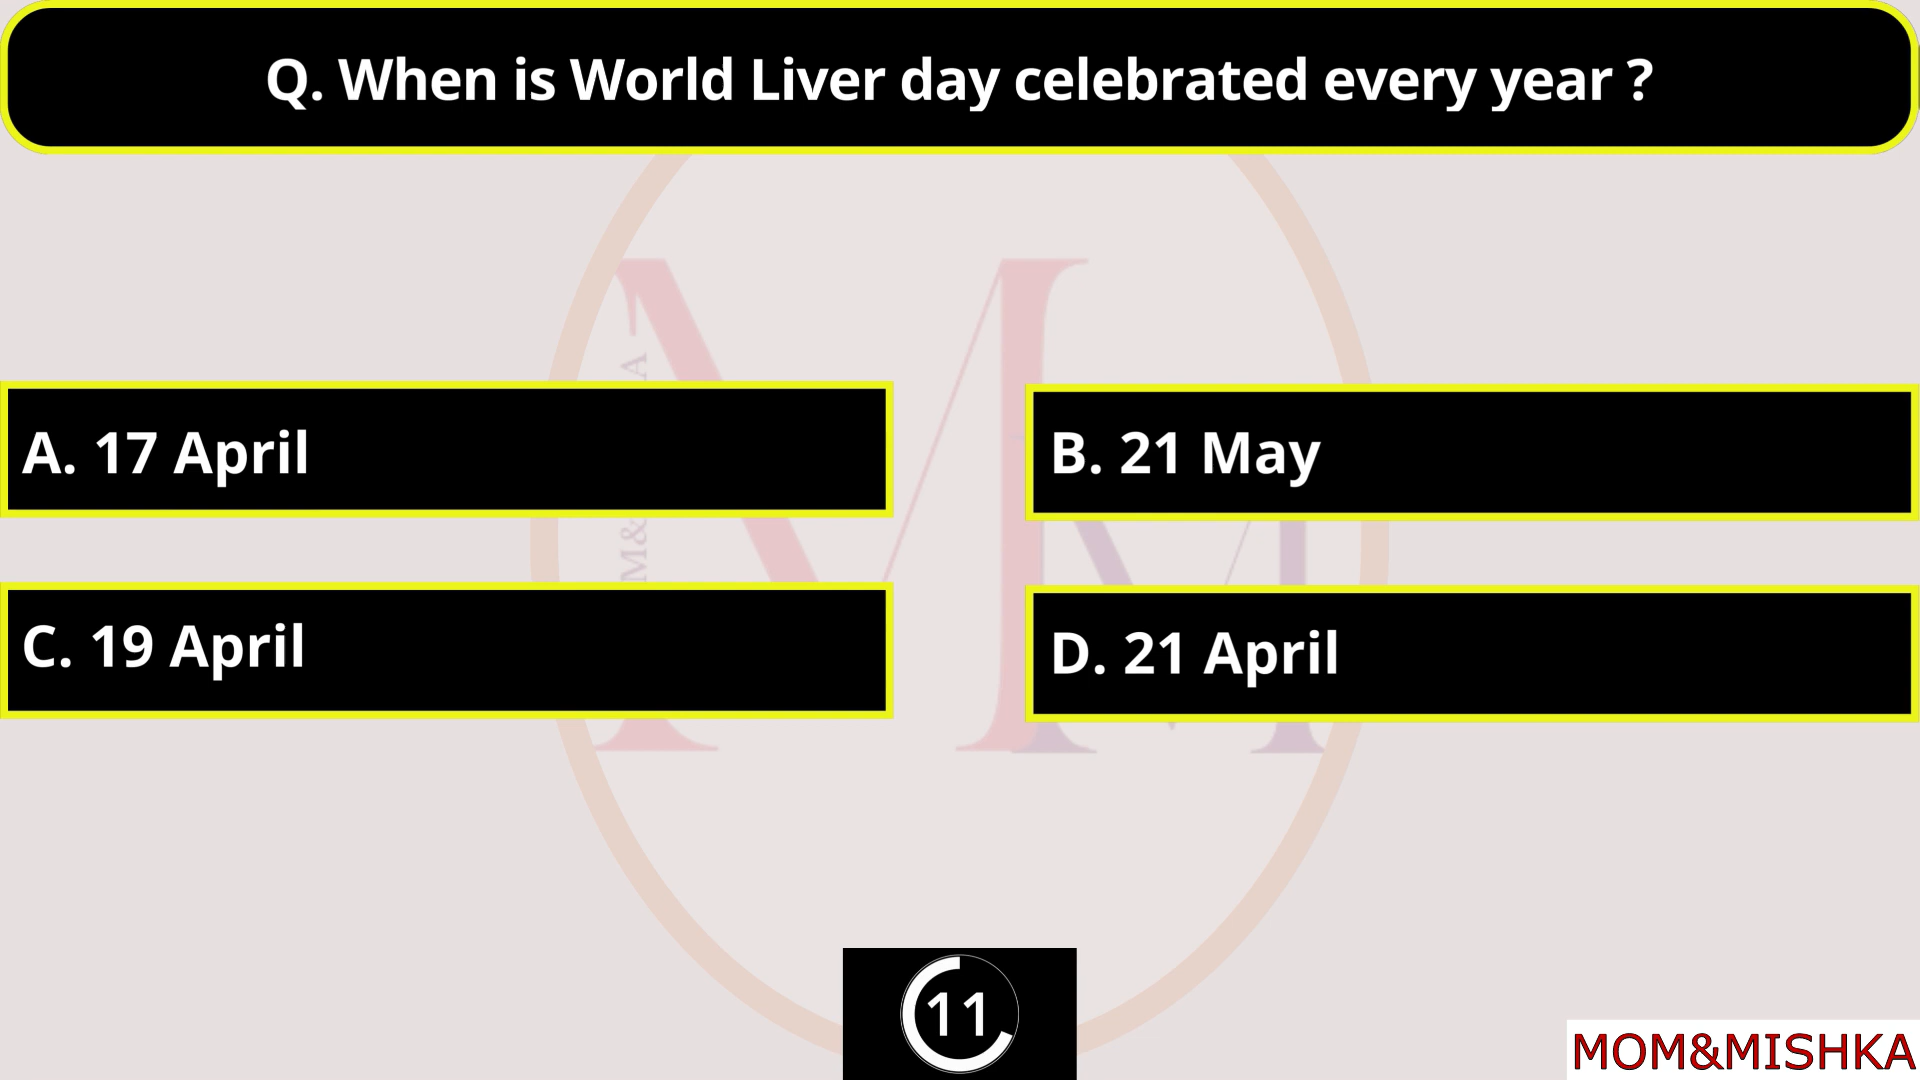 Q. When is World Liver day celebrated every year ?
A. 17 April
B. 21 May
C. 19 April
D. 21 April
11
MOM&MISHKA